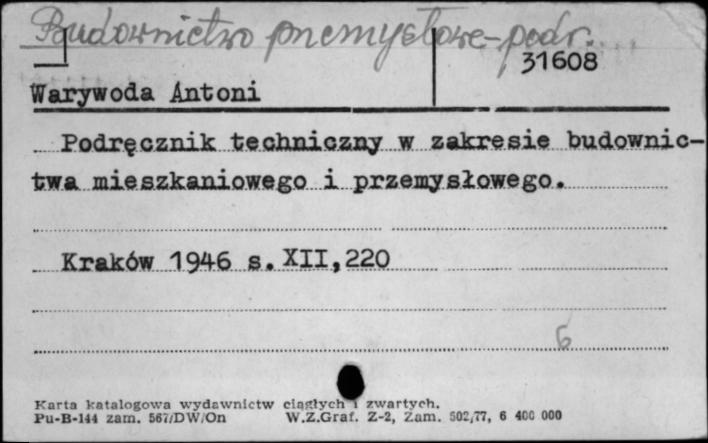 Budownictwo przemysłowe-podr.
31608
Warywoda Antoni
Podręcznik techniczny w zakresie budownic-
twa mieszkaniowego i przemysłowego.
Kraków 1946 s. XII,220
6
Karta katalogowa wydawnictw ciągłych i zwartych.
Pu-B-144 zam. 567/DW/On W.Z.Graf. Z-2, Zam. 502/77, 6 400 000